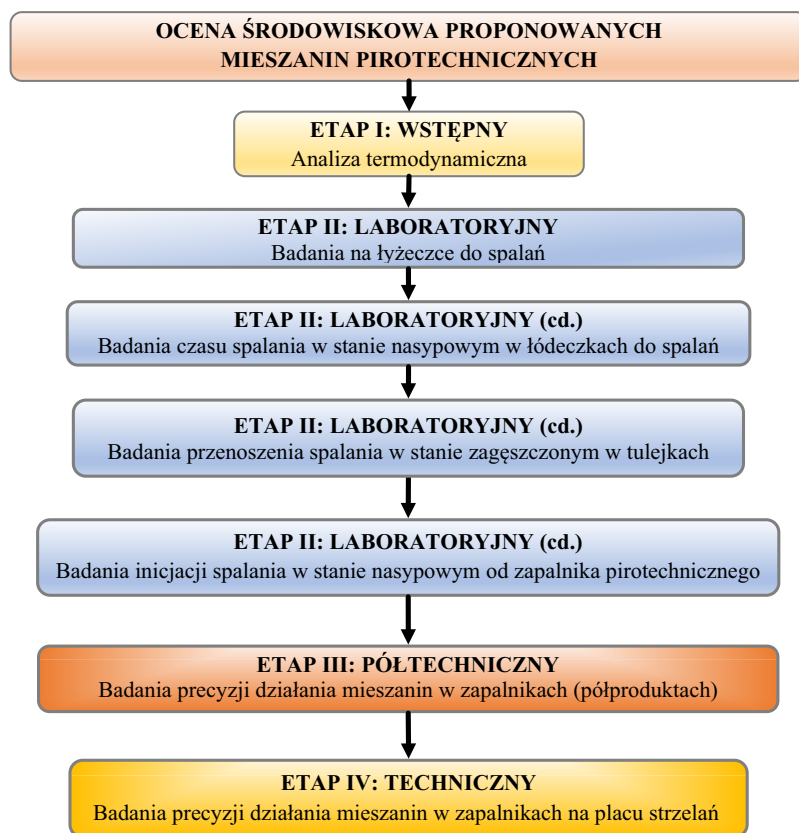 OCENA ŚRODOWISKOWA PROPONOWANYCH
MIESZANIN PIROTECHNICZNYCH
ETAP I: WSTĘPNY
Analiza termodynamiczna
ETAP II: LABORATORYJNY
Badania na łyżeczce do spalań
ETAP II: LABORATORYJNY (cd.)
Badania czasu spalania w stanie nasypowym w łódeczkach do spalań
ETAP II: LABORATORYJNY (cd.)
Badania przenoszenia spalania w stanie zagęszczonym w tulejkach
ETAP II: LABORATORYJNY (cd.)
Badania inicjacji spalania w stanie nasypowym od zapalnika pirotechnicznego
ETAP III: PÓŁTECHNICZNY
Badania precyzji działania mieszanin w zapalnikach (półproduktach)
ETAP IV: TECHNICZNY
Badania precyzji działania mieszanin w zapalnikach na placu strzelań